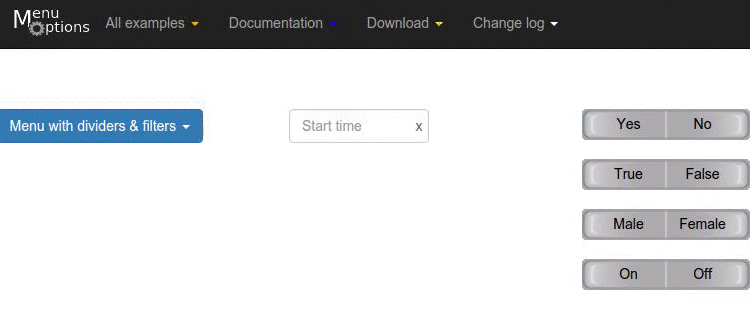 Menu Options All examples Documentation Download Change log
Menu with dividers & filters Start time x Yes No
True False
Male Female
On Off